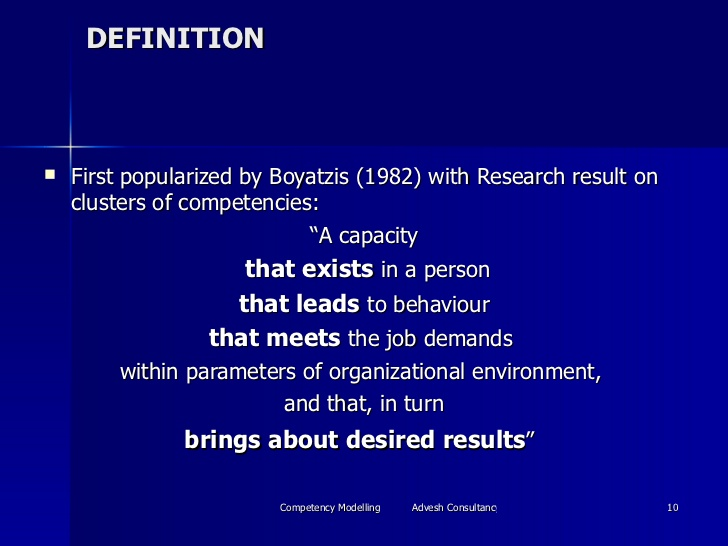 DEFINITION
First popularized by Boyatzis (1982) with Research result on
clusters of competencies:
“A capacity
that exists in a person
that leads to behaviour
that meets the job demands
within parameters of organizational environment,
and that, in turn
brings about desired results”
Competency Modelling Advesh Consultancy 10